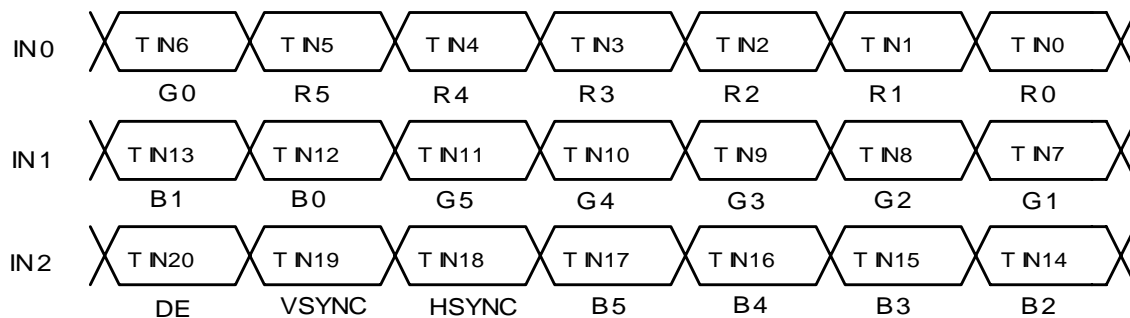 IN0 TIN6 TIN5 TIN4 TIN3 TIN2 TIN1 TIN0
G0 R5 R4 R3 R2 R1 R0
IN1 TIN13 TIN12 TIN11 TIN10 TIN9 TIN8 TIN7
B1 B0 G5 G4 G3 G2 G1
IN2 TIN20 TIN19 TIN18 TIN17 TIN16 TIN15 TIN14
DE VSYNC HSYNC B5 B4 B3 B2